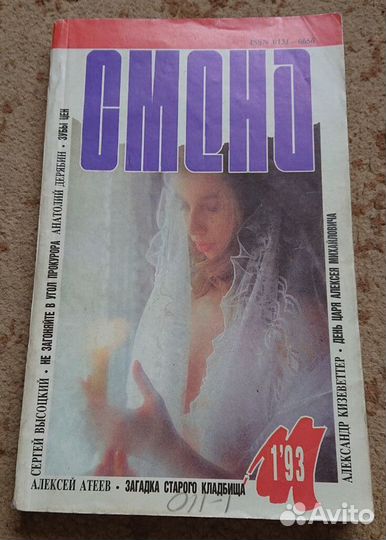 ISSN 0131-6656
смена
СЕРГЕЙ ВЫСОЦКИЙ • НЕ ЗАГОНЯЙТЕ В УГОЛ ПРОКУРОРА АНАТОЛИЙ ДЕРЯБИН • ЗУБЫ ЦЕН
АЛЕКСАНДР КИЗЕВЕТТЕР • ДЕНЬ ЦАРЯ АЛЕКСЕЯ МИХАЙЛОВИЧА
1'93
АЛЕКСЕЙ АТЕЕВ • ЗАГАДКА СТАРОГО КЛАДБИЩА
Avito